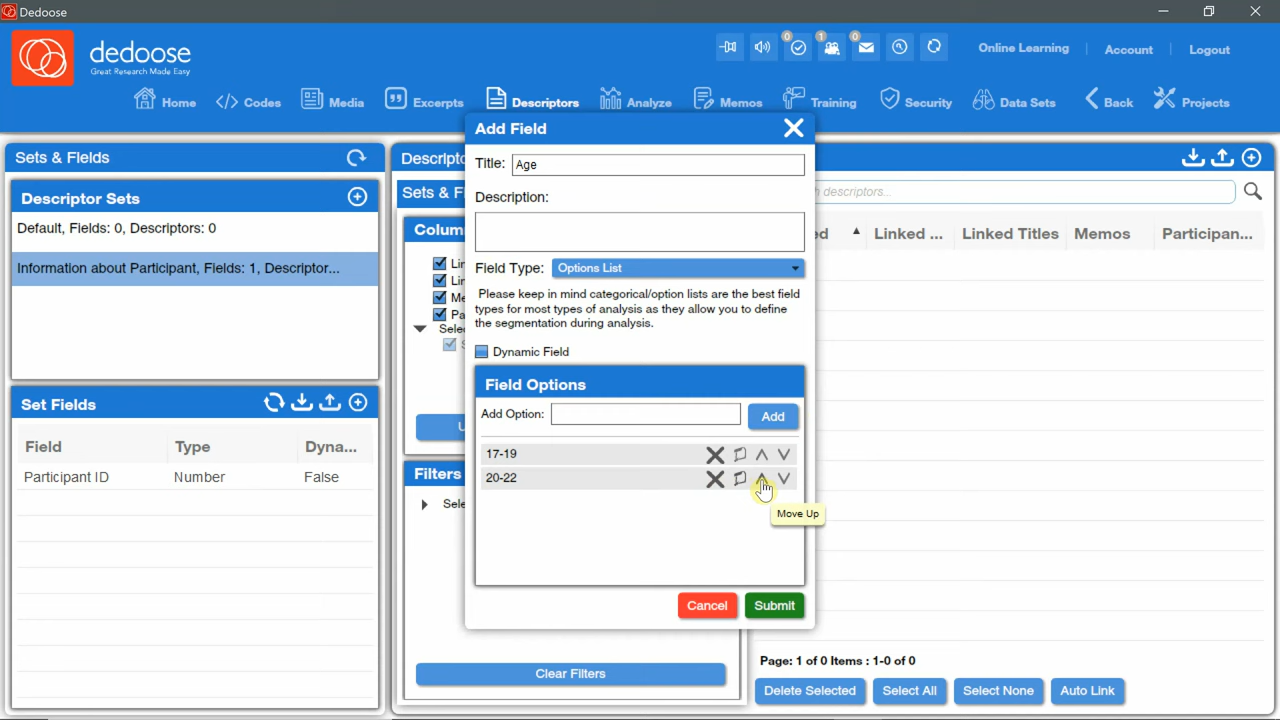 Dedoose
dedoose
Great Research Made Easy
0
1
0
Online Learning
Account
Logout
Home
Codes
Media
Excerpts
Descriptors
Analyze
Memos
Training
Security
Data Sets
Back
Projects
Sets & Fields
Descriptor Sets
Default, Fields: 0, Descriptors: 0
Information about Participant, Fields: 1, Descriptor...
Set Fields
Field Type Dyna...
Participant ID Number False
Add Field
Title: Age
Description:
Field Type: Options List
Please keep in mind categorical/option lists are the best field
types for most types of analysis as they allow you to define
the segmentation during analysis.
Dynamic Field
Field Options
Add Option:
Add
17-19
20-22
Move Up
Cancel
Submit
Filters
Clear Filters
descriptors...
Linked ...
Linked Titles
Memos
Participan...
Page: 1 of 0 Items : 1-0 of 0
Delete Selected
Select All
Select None
Auto Link